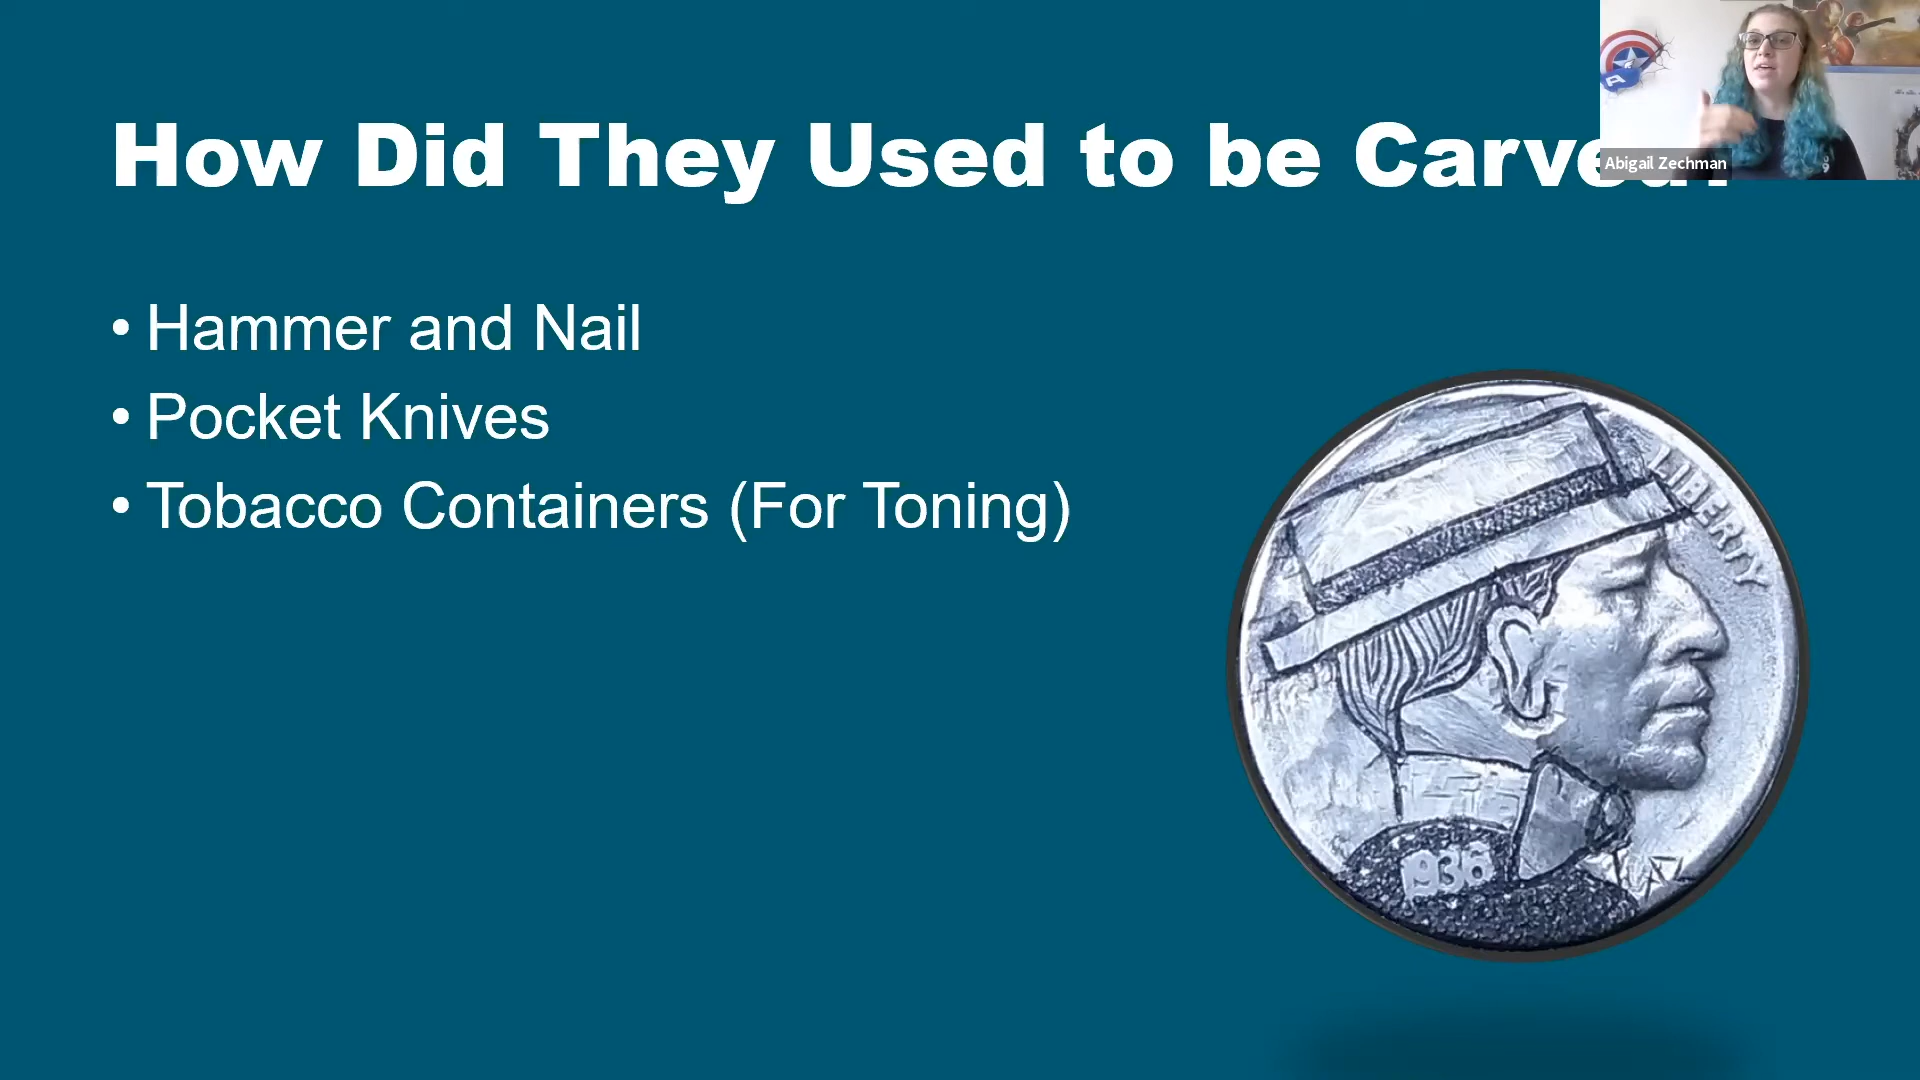 How Did They Used to be
Abigail Zechman
• Hammer and Nail
• Pocket Knives
• Tobacco Containers (For Toning)
LIBERTY
1936